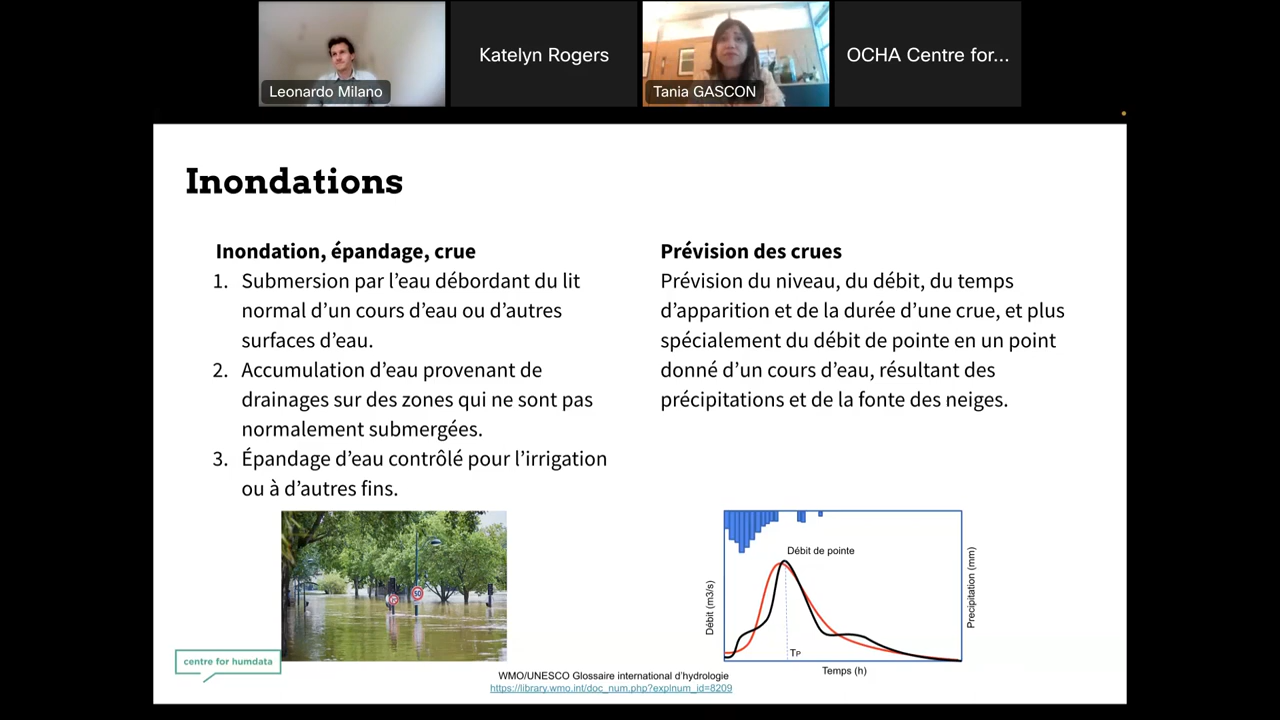 Leonardo Milano
Katelyn Rogers
Tania GASCON
OCHA Centre for...
Inondations
Inondation, épandage, crue
1. Submersion par l’eau débordant du lit
normal d’un cours d’eau ou d’autres
surfaces d’eau.
2. Accumulation d’eau provenant de
drainages sur des zones qui ne sont pas
normalement submergées.
3. Épandage d’eau contrôlé pour l’irrigation
ou à d’autres fins.
Prévision des crues
Prévision du niveau, du débit, du temps
d’apparition et de la durée d’une crue, et plus
spécialement du débit de pointe en un point
donné d’un cours d’eau, résultant des
précipitations et de la fonte des neiges.
50
Débit de pointe
Débit (m3/s)
Precipitation (mm)
TP
Temps (h)
centre for humdata
WMO/UNESCO Glossaire international d’hydrologie
https://library.wmo.int/doc_num.php?explnum_id=8209